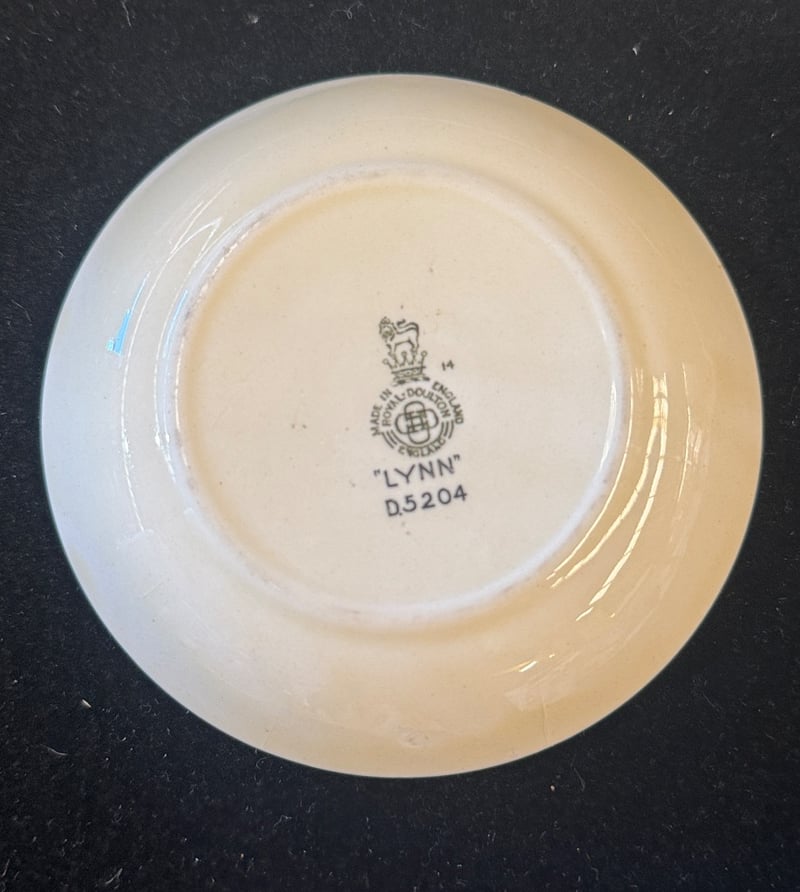 14
MADE IN ENGLAND
ROYAL·DOULTON
ENGLAND
"LYNN"
D.5204